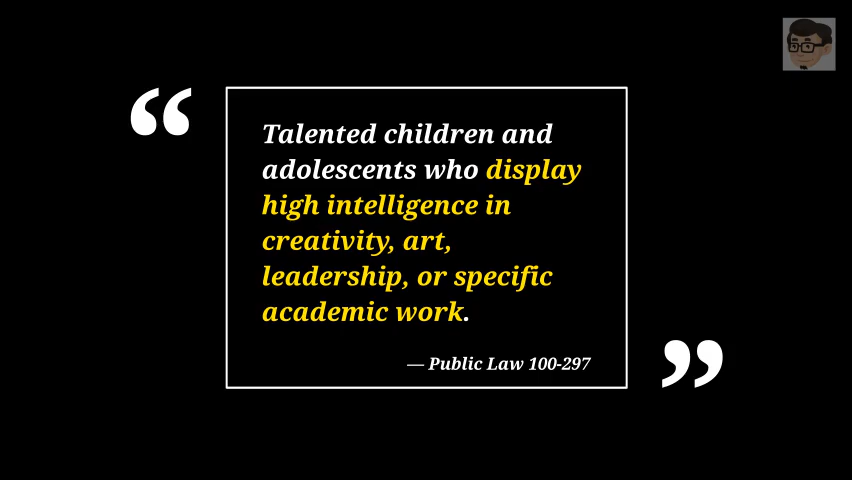 “
Talented children and
adolescents who display
high intelligence in
creativity, art,
leadership, or specific
academic work.
— Public Law 100-297
”